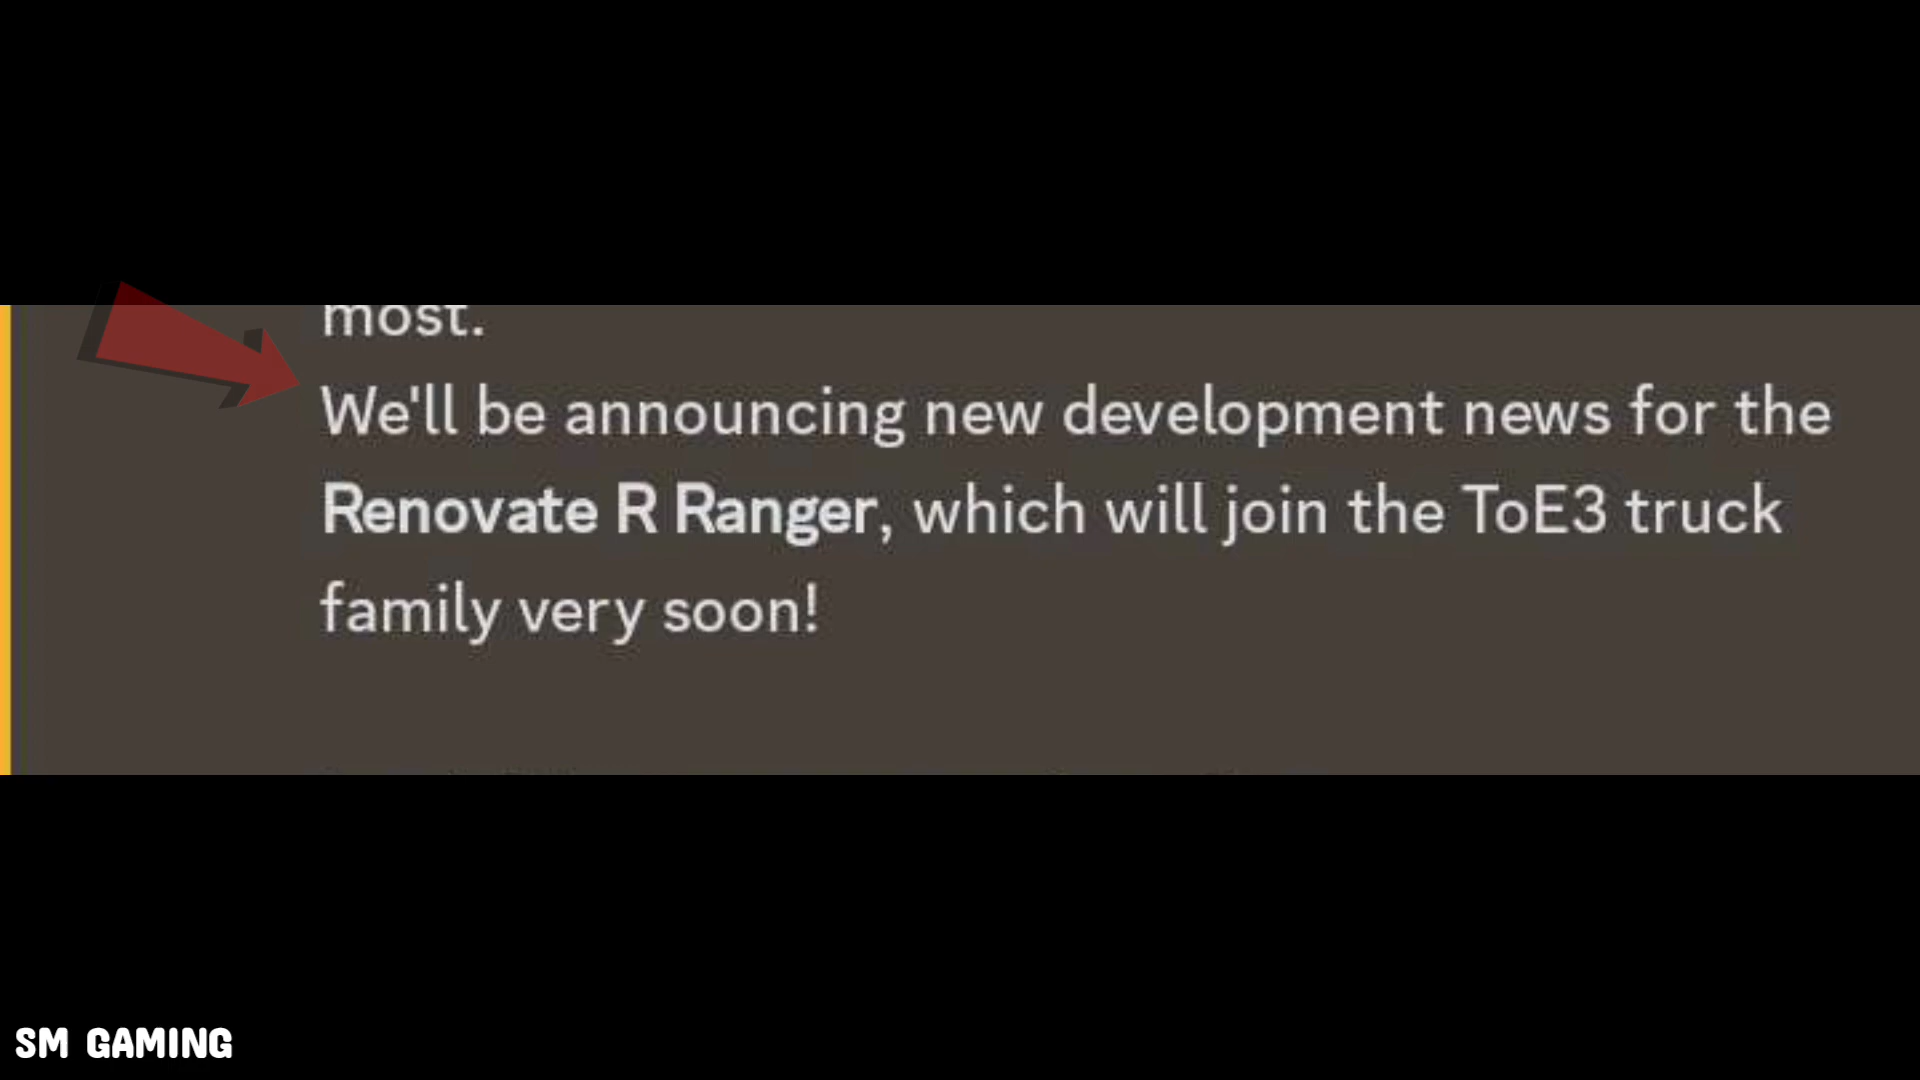 most.
We'll be announcing new development news for the
Renovate R Ranger, which will join the ToE3 truck
family very soon!
SM GAMING